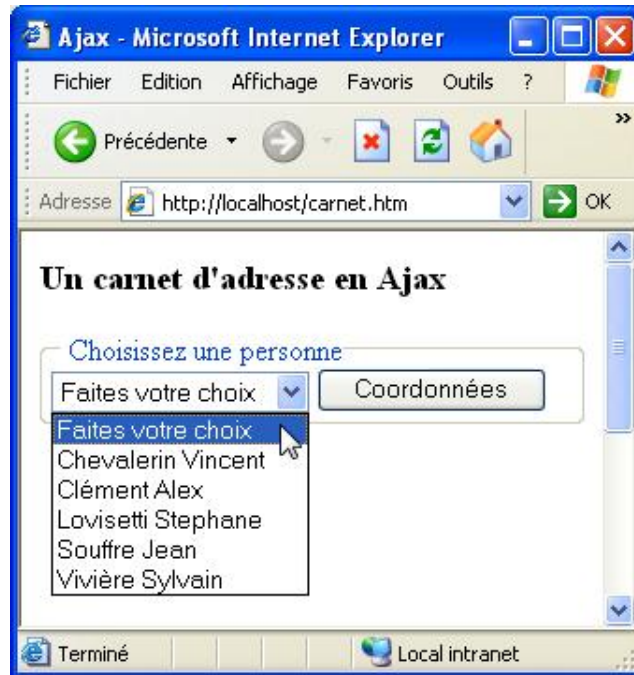 Ajax - Microsoft Internet Explorer
Fichier Edition Affichage Favoris Outils ?
Précédente »
Adresse http://localhost/carnet.htm OK
Un carnet d'adresse en Ajax
Choisissez une personne
Faites votre choix Coordonnées
Faites votre choix
Chevalerin Vincent
Clément Alex
Lovisetti Stephane
Souffre Jean
Vivière Sylvain
Terminé Local intranet